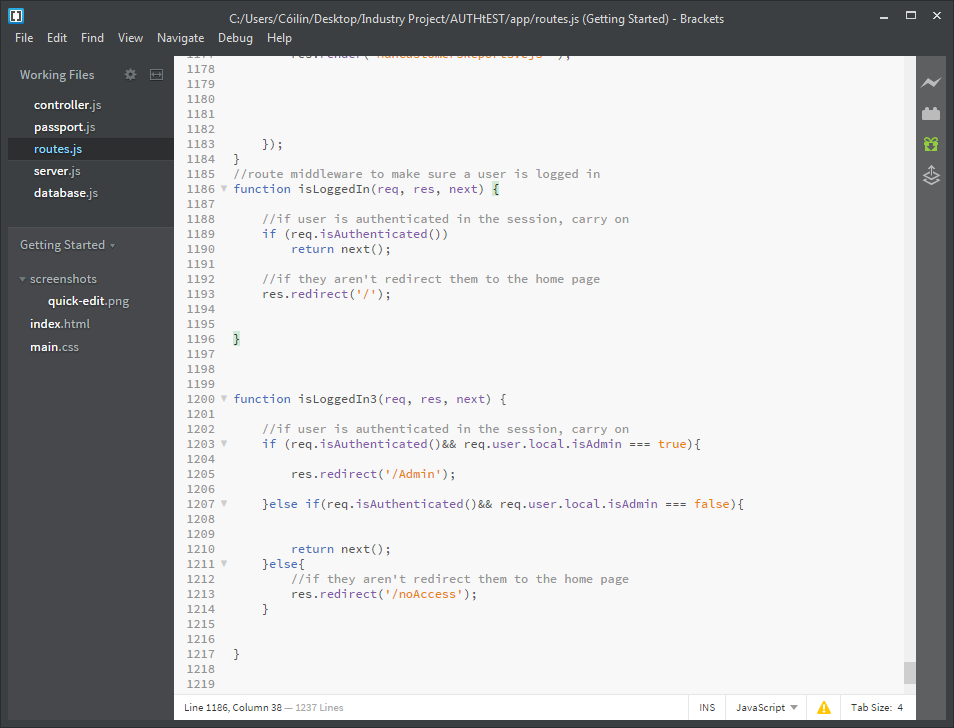 C:/Users/Cóilín/Desktop/Industry Project/AUTHtEST/app/routes.js (Getting Started) - Brackets
File Edit Find View Navigate Debug Help
Working Files
controller.js
passport.js
routes.js
server.js
database.js
Getting Started
screenshots
quick-edit.png
index.html
main.css
1178
1179
1180
1181
1182
1183 });
1184 }
1185 //route middleware to make sure a user is logged in
1186 function isLoggedIn(req, res, next) {
1187
1188 //if user is authenticated in the session, carry on
1189 if (req.isAuthenticated())
1190 return next();
1191
1192 //if they aren't redirect them to the home page
1193 res.redirect('/');
1194
1195
1196 }
1197
1198
1199
1200 function isLoggedIn3(req, res, next) {
1201
1202 //if user is authenticated in the session, carry on
1203 if (req.isAuthenticated()&& req.user.local.isAdmin === true){
1204
1205 res.redirect('/Admin');
1206
1207 }else if(req.isAuthenticated()&& req.user.local.isAdmin === false){
1208
1209
1210 return next();
1211 }else{
1212 //if they aren't redirect them to the home page
1213 res.redirect('/noAccess');
1214 }
1215
1216
1217 }
1218
1219
Line 1186, Column 38 — 1237 Lines INS JavaScript Tab Size: 4